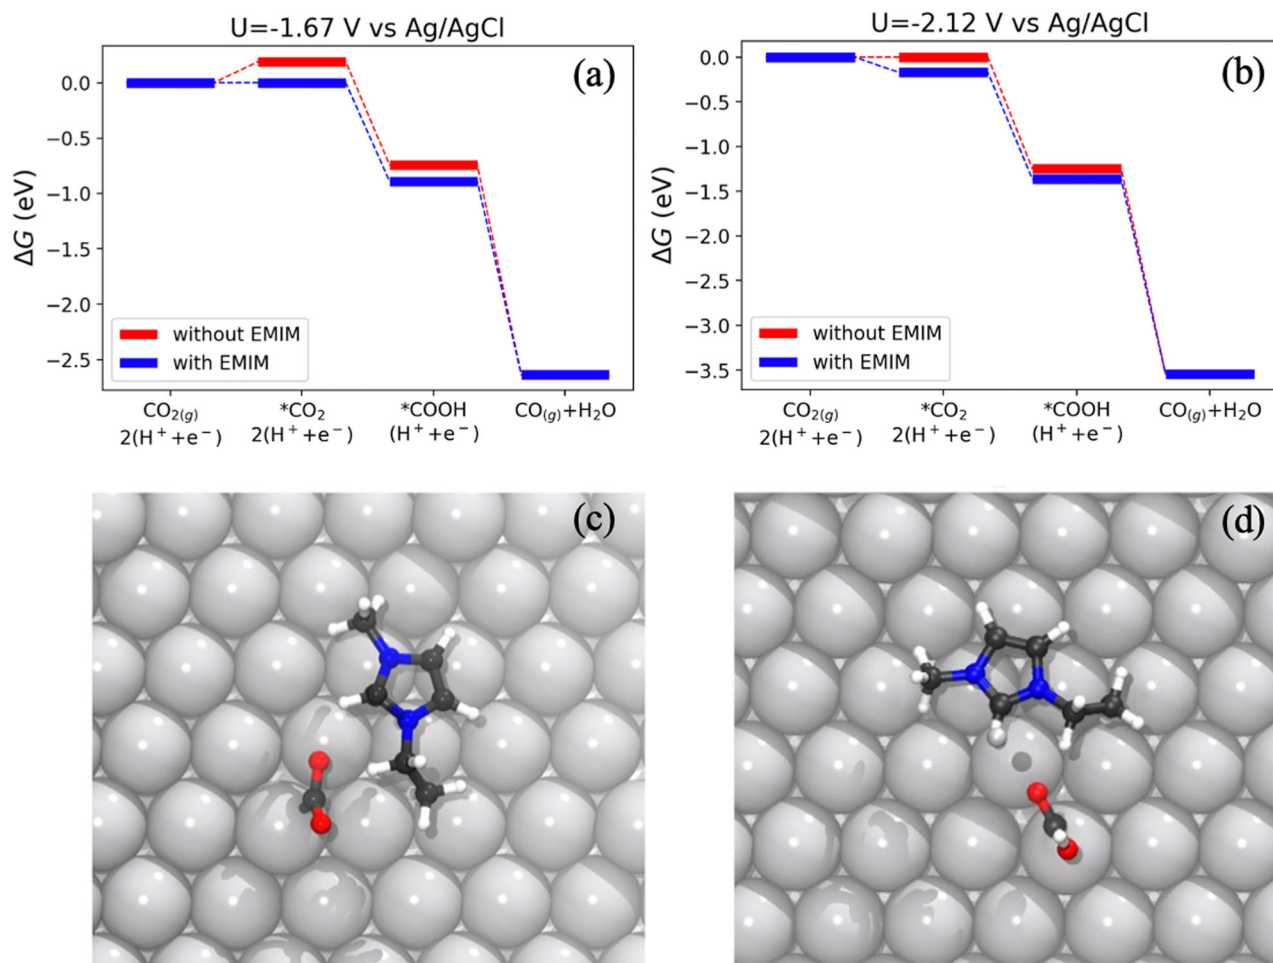 U=-1.67 V vs Ag/AgCl
(a)
ΔG (eV)
0.0
−0.5
−1.0
−1.5
−2.0
−2.5
without EMIM
with EMIM
CO₂₍g₎ *CO₂ *COOH CO₍g₎+H₂O
2(H⁺+e⁻) 2(H⁺+e⁻) (H⁺+e⁻)
U=-2.12 V vs Ag/AgCl
(b)
ΔG (eV)
0.0
−0.5
−1.0
−1.5
−2.0
−2.5
−3.0
−3.5
without EMIM
with EMIM
CO₂₍g₎ *CO₂ *COOH CO₍g₎+H₂O
2(H⁺+e⁻) 2(H⁺+e⁻) (H⁺+e⁻)
(c)
(d)